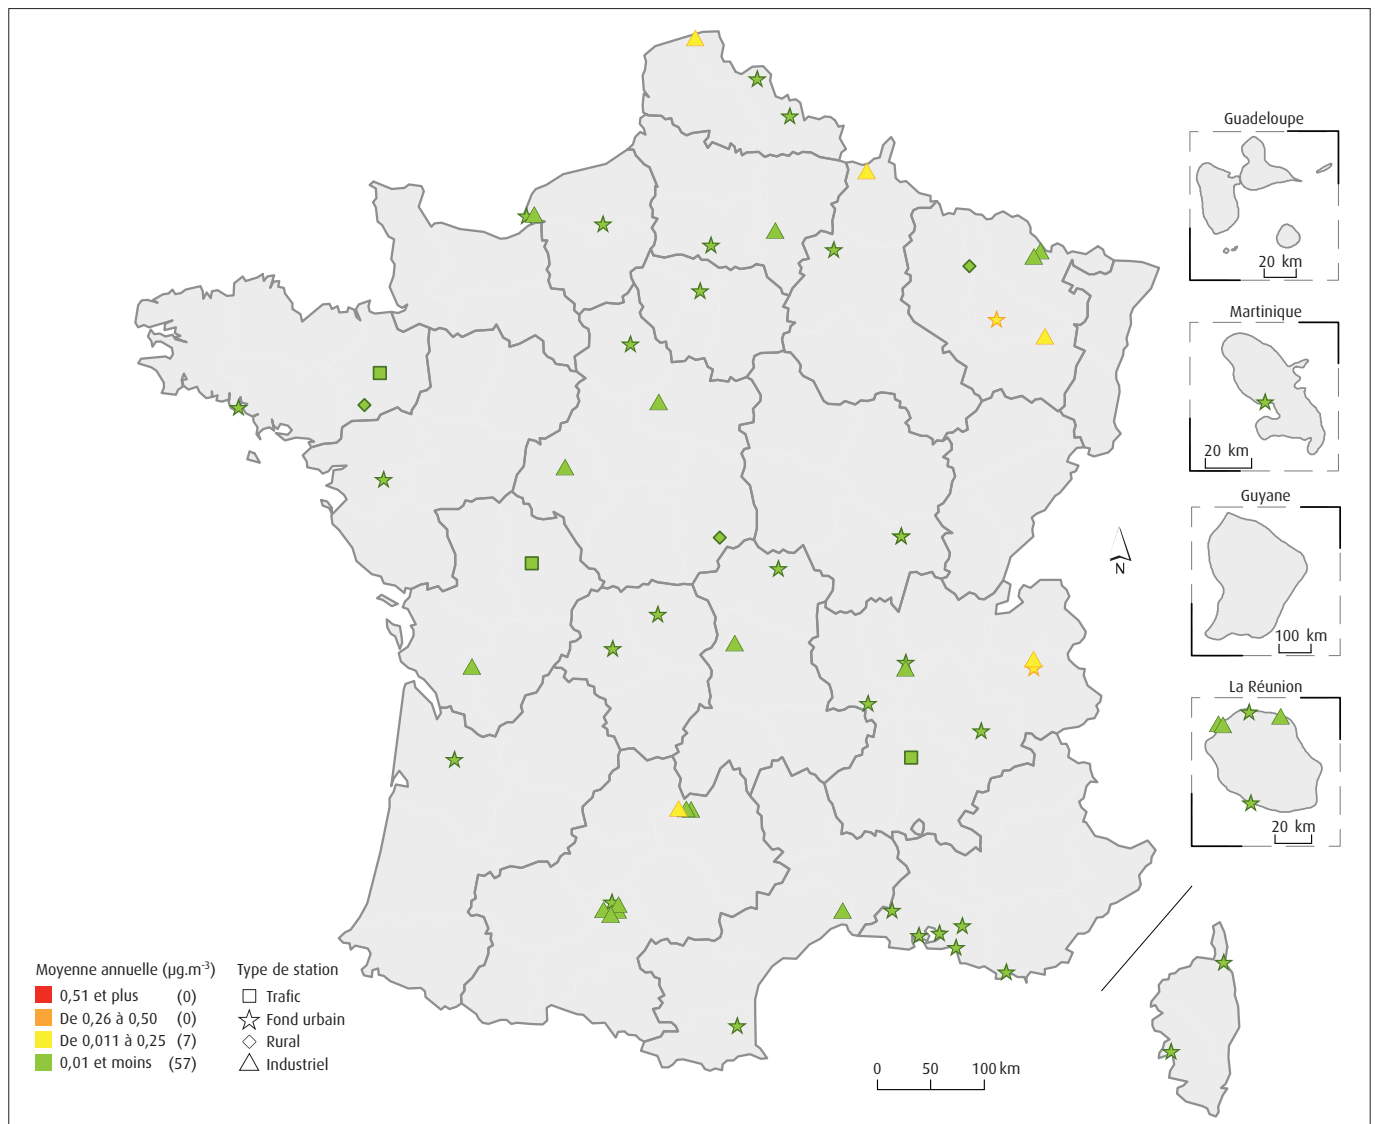 Guadeloupe
20 km
Martinique
20 km
Guyane
100 km
La Réunion
20 km
N
Moyenne annuelle (µg.m⁻³)
0,51 et plus (0)
De 0,26 à 0,50 (0)
De 0,011 à 0,25 (7)
0,01 et moins (57)
Type de station
Trafic
Fond urbain
Rural
Industriel
0 50 100 km